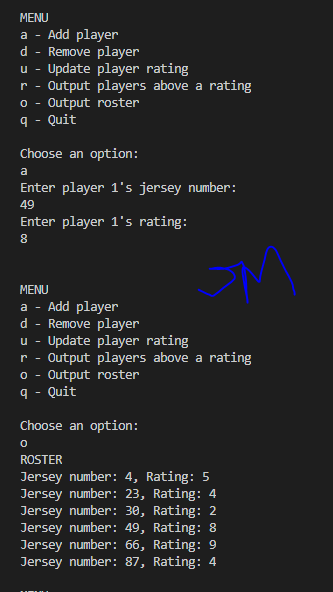 MENU
a - Add player
d - Remove player
u - Update player rating
r - Output players above a rating
o - Output roster
q - Quit
Choose an option:
a
Enter player 1's jersey number:
49
Enter player 1's rating:
8
MENU
a - Add player
d - Remove player
u - Update player rating
r - Output players above a rating
o - Output roster
q - Quit
Choose an option:
o
ROSTER
Jersey number: 4, Rating: 5
Jersey number: 23, Rating: 4
Jersey number: 30, Rating: 2
Jersey number: 49, Rating: 8
Jersey number: 66, Rating: 9
Jersey number: 87, Rating: 4